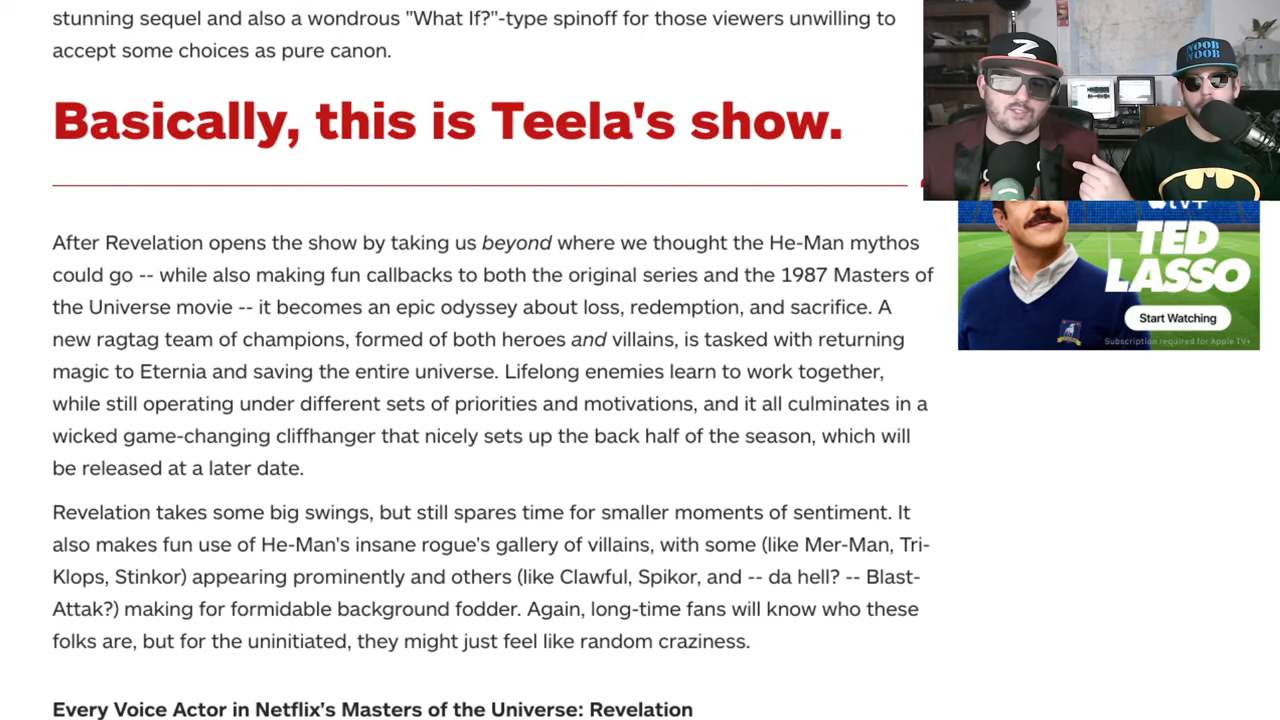 stunning sequel and also a wondrous "What If?"-type spinoff for those viewers unwilling to
accept some choices as pure canon.
Basically, this is Teela's show.
After Revelation opens the show by taking us beyond where we thought the He-Man mythos
could go -- while also making fun callbacks to both the original series and the 1987 Masters of
the Universe movie -- it becomes an epic odyssey about loss, redemption, and sacrifice. A
new ragtag team of champions, formed of both heroes and villains, is tasked with returning
magic to Eternia and saving the entire universe. Lifelong enemies learn to work together,
while still operating under different sets of priorities and motivations, and it all culminates in a
wicked game-changing cliffhanger that nicely sets up the back half of the season, which will
be released at a later date.
Revelation takes some big swings, but still spares time for smaller moments of sentiment. It
also makes fun use of He-Man's insane rogue's gallery of villains, with some (like Mer-Man, Tri-
Klops, Stinkor) appearing prominently and others (like Clawful, Spikor, and -- da hell? -- Blast-
Attak?) making for formidable background fodder. Again, long-time fans will know who these
folks are, but for the uninitiated, they might just feel like random craziness.
Every Voice Actor in Netflix's Masters of the Universe: Revelation
Z
NOOB
NOOB
tv+
TED
LASSO
Start Watching
Subscription required for Apple TV+